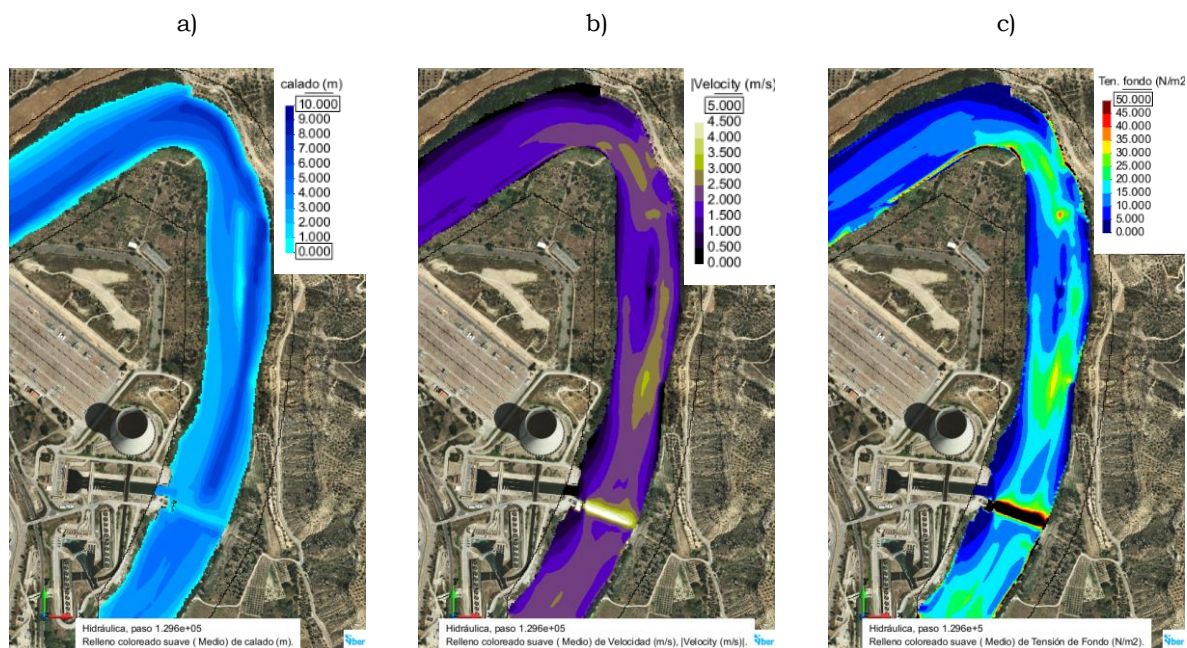 a)
b)
c)
calado (m)
10.000
9.000
8.000
7.000
6.000
5.000
4.000
3.000
2.000
1.000
0.000
|Velocity (m/s)
5.000
4.500
4.000
3.500
3.000
2.500
2.000
1.500
1.000
0.500
0.000
Ten. fondo (N/m2
50.000
45.000
40.000
35.000
30.000
25.000
20.000
15.000
10.000
5.000
0.000
Hidráulica, paso 1.296e+05
Relleno coloreado suave ( Medio) de calado (m).
iber
Hidráulica, paso 1.296e+05
Relleno coloreado suave ( Medio) de Velocidad (m/s), |Velocity (m/s)|.
iber
Hidráulica, paso 1.296e+5
Relleno coloreado suave ( Medio) de Tensión de Fondo (N/m2).
iber